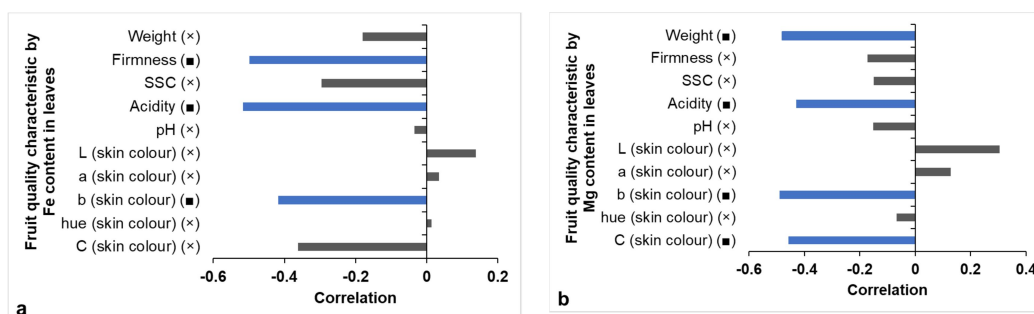 Fruit quality characteristic by
Fe content in leaves
Weight (×)
Firmness (■)
SSC (×)
Acidity (■)
pH (×)
L (skin colour) (×)
a (skin colour) (×)
b (skin colour) (■)
hue (skin colour) (×)
C (skin colour) (×)
-0.6 -0.4 -0.2 0 0.2
Correlation
a
Fruit quality characteristic by
Mg content in leaves
Weight (■)
Firmness (×)
SSC (×)
Acidity (■)
pH (×)
L (skin colour) (×)
a (skin colour) (×)
b (skin colour) (■)
hue (skin colour) (×)
C (skin colour) (■)
-0.6 -0.4 -0.2 0 0.2 0.4
Correlation
b